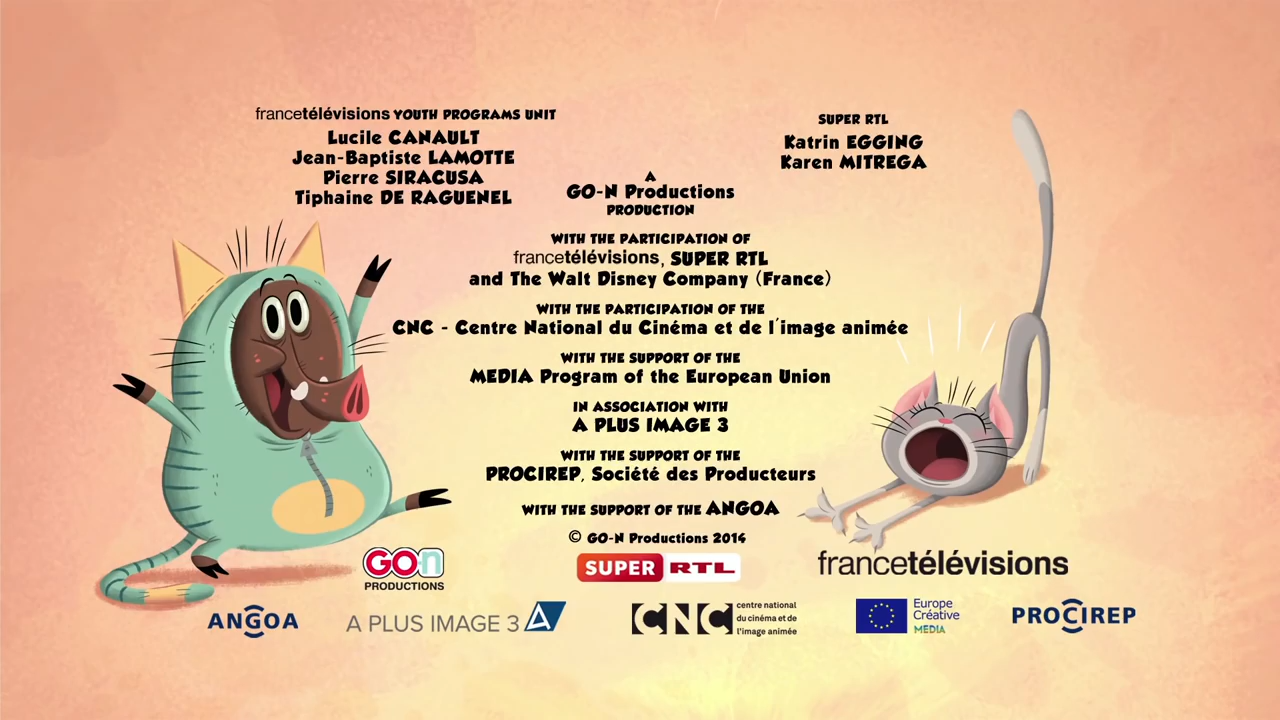 francetélévisions YOUTH PROGRAMS UNIT
Lucile CANAULT
Jean-Baptiste LAMOTTE
Pierre SIRACUSA
Tiphaine DE RAGUENEL
SUPER RTL
Katrin EGGING
Karen MITREGA
A
GO-N Productions
PRODUCTION
WITH THE PARTICIPATION OF
francetélévisions, SUPER RTL
and The Walt Disney Company (France)
WITH THE PARTICIPATION OF THE
CNC - Centre National du Cinéma et de l'image animée
WITH THE SUPPORT OF THE
MEDIA Program of the European Union
IN ASSOCIATION WITH
A PLUS IMAGE 3
WITH THE SUPPORT OF THE
PROCIREP, Société des Producteurs
WITH THE SUPPORT OF THE ANGOA
© GO-N Productions 2014
GO-n
PRODUCTIONS
SUPER RTL
francetélévisions
ANGOA
A PLUS IMAGE 3 A
CNC
centre national
du cinéma et de
l'image animée
Europe
Créative
MEDIA
PROCIREP